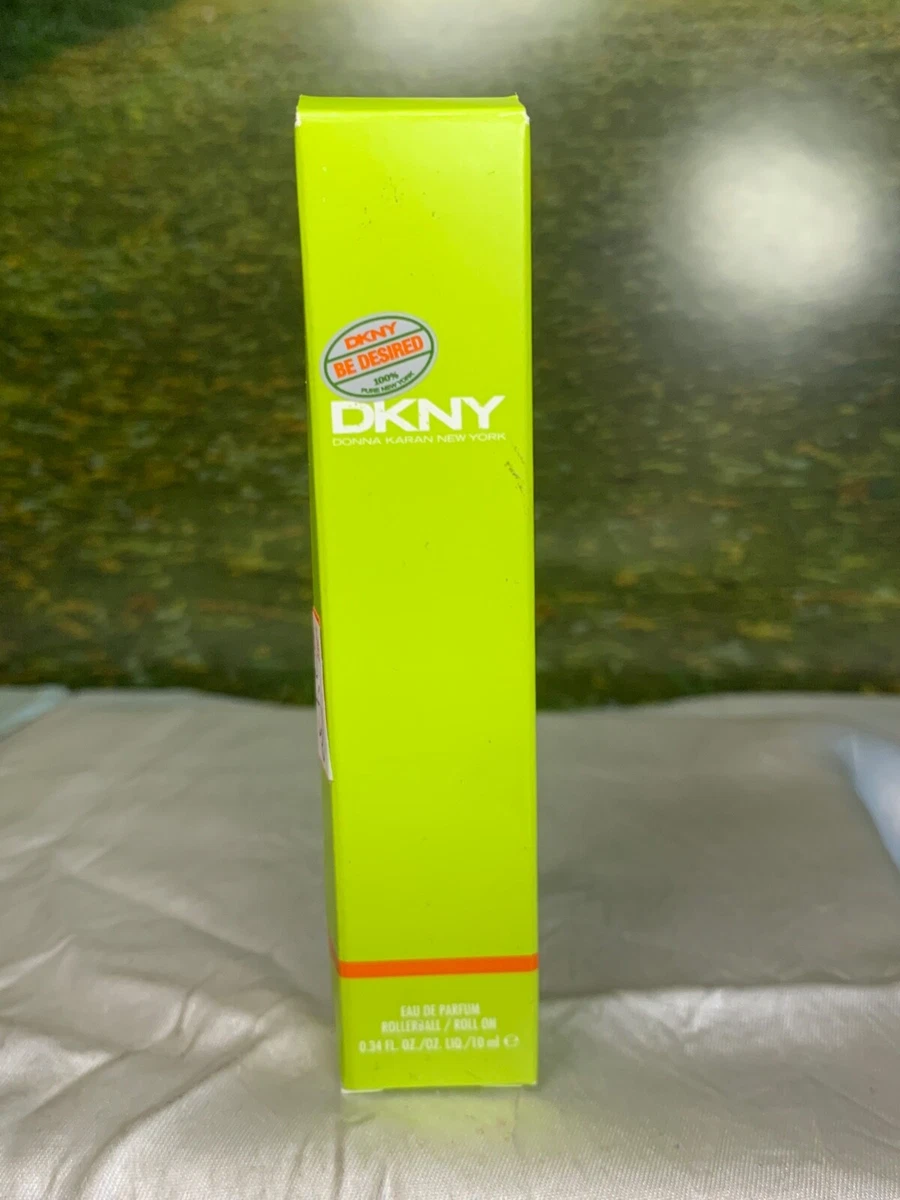 DKNY
BE DESIRED
100%
PURE NEW YORK
DKNY
DONNA KARAN NEW YORK
EAU DE PARFUM
ROLLERBALL / ROLL ON
0.34 FL. OZ./OZ. LIQ./10 ml ℮